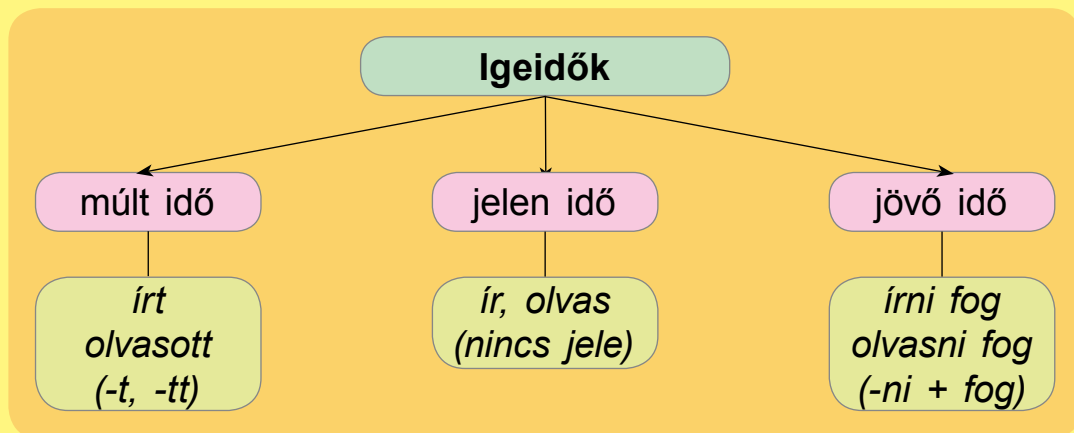 Igeidők
múlt idő
jelen idő
jövő idő
írt
olvasott
(-t, -tt)
ír, olvas
(nincs jele)
írni fog
olvasni fog
(-ni + fog)